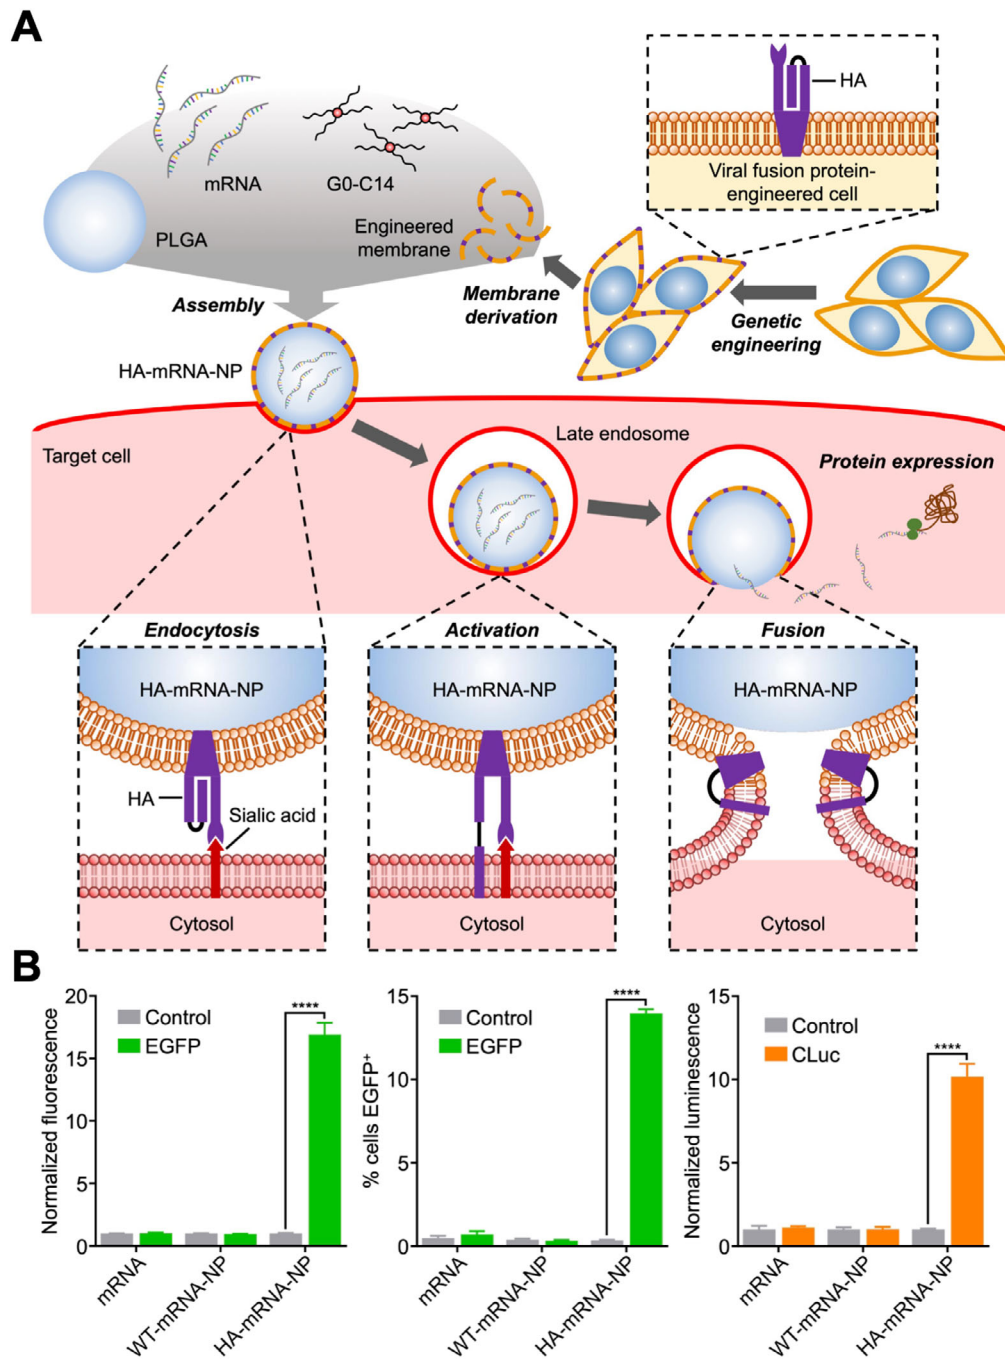 A
mRNA
G0-C14
PLGA
Engineered
membrane
HA
Viral fusion protein-
engineered cell
Assembly
Membrane
derivation
Genetic
engineering
HA-mRNA-NP
Target cell
Late endosome
Protein expression
Endocytosis
Activation
Fusion
HA-mRNA-NP
HA-mRNA-NP
HA-mRNA-NP
HA
Sialic acid
Cytosol
Cytosol
Cytosol
B
Normalized fluorescence
20
15
10
5
0
Control
EGFP
****
mRNA
WT-mRNA-NP
HA-mRNA-NP
% cells EGFP+
15
10
5
0
Control
EGFP
****
mRNA
WT-mRNA-NP
HA-mRNA-NP
Normalized luminescence
15
10
5
0
Control
CLuc
****
mRNA
WT-mRNA-NP
HA-mRNA-NP